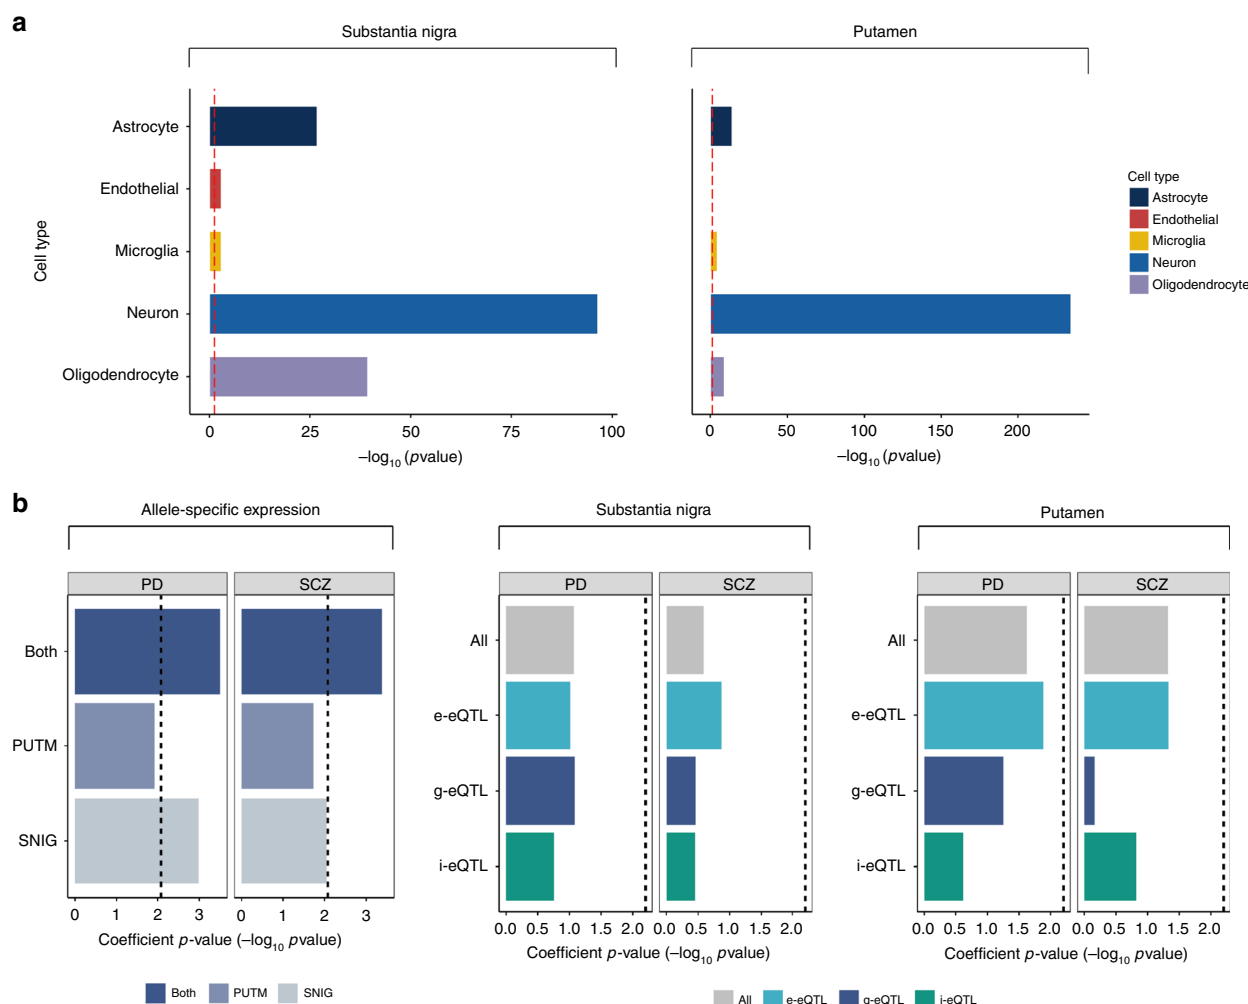 a
Substantia nigra
Putamen
Cell type
Astrocyte
Endothelial
Microglia
Neuron
Oligodendrocyte
0 25 50 75 100
–log10 (pvalue)
0 50 100 150 200
–log10 (pvalue)
Cell type
Astrocyte
Endothelial
Microglia
Neuron
Oligodendrocyte
b
Allele-specific expression
PD SCZ
Both
PUTM
SNIG
0 1 2 3 0 1 2 3
Coefficient p-value (–log10 pvalue)
Both PUTM SNIG
Substantia nigra
PD SCZ
All
e-eQTL
g-eQTL
i-eQTL
0.0 0.5 1.0 1.5 2.0 0.0 0.5 1.0 1.5 2.0
Coefficient p-value (–log10 pvalue)
Putamen
PD SCZ
All
e-eQTL
g-eQTL
i-eQTL
0.0 0.5 1.0 1.5 2.0 0.0 0.5 1.0 1.5 2.0
Coefficient p-value (–log10 pvalue)
All e-eQTL g-eQTL i-eQTL